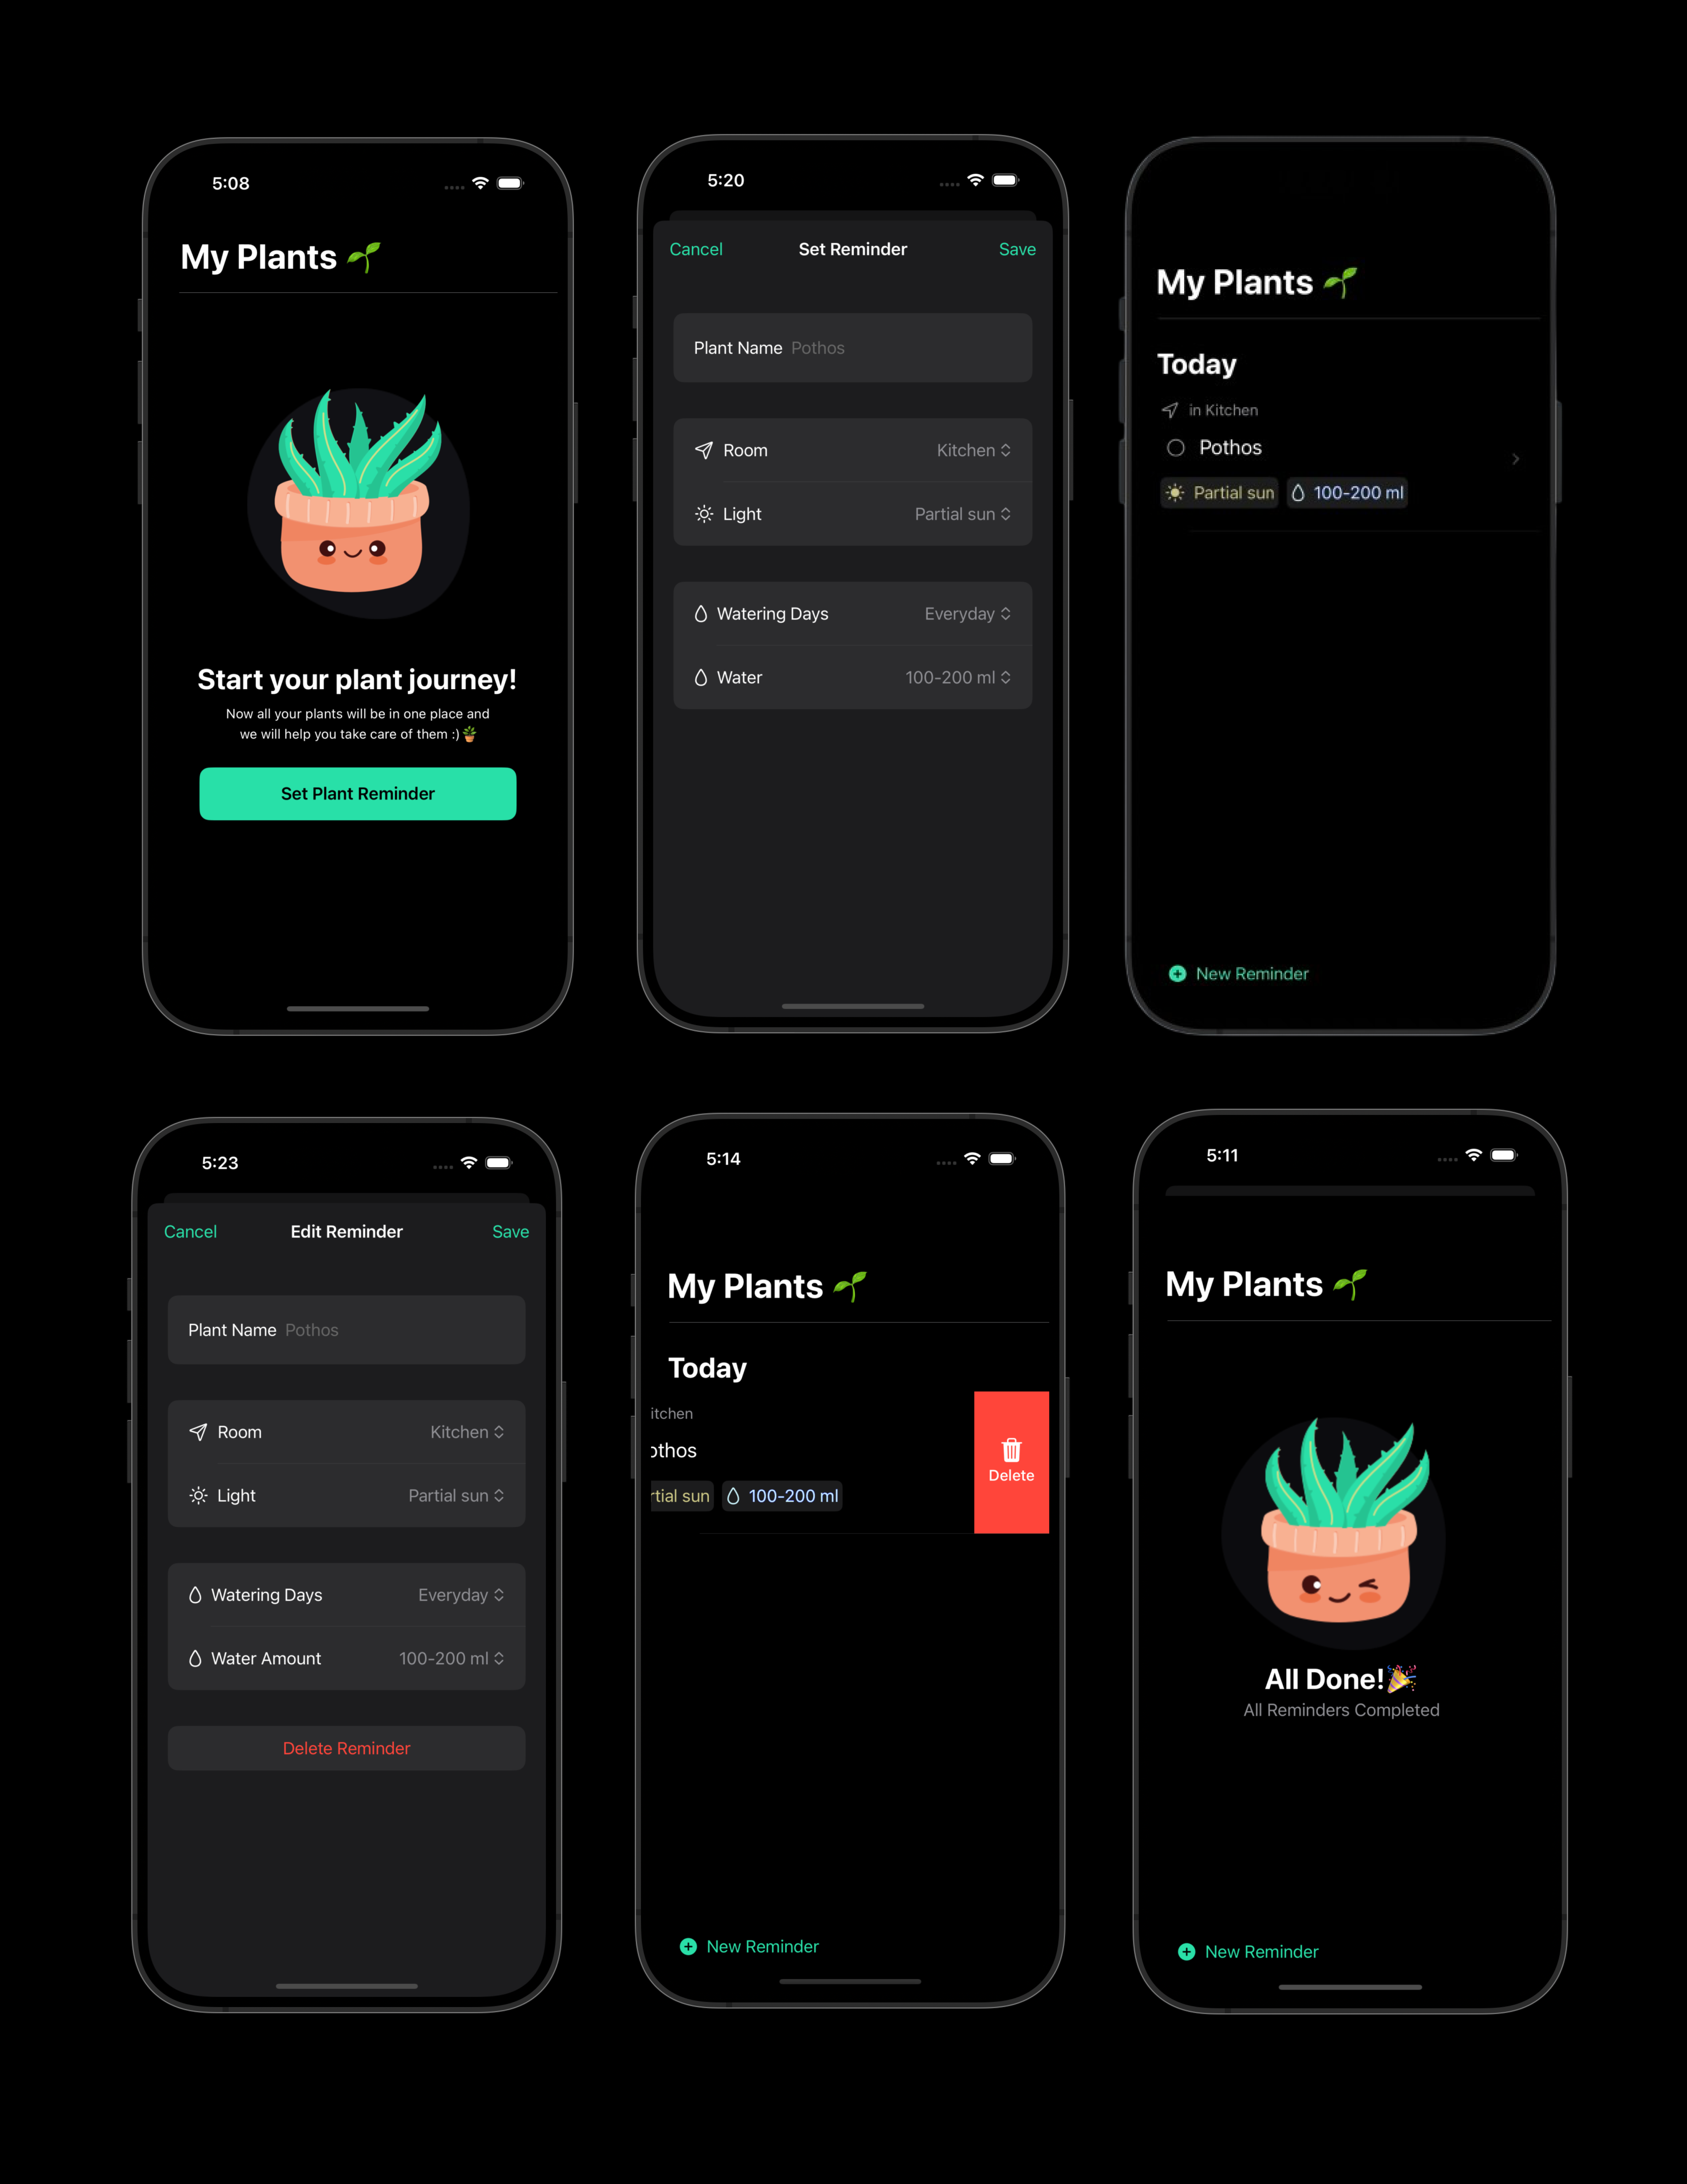 5:08
My Plants 🌱
Start your plant journey!
Now all your plants will be in one place and
we will help you take care of them :) 🪴
Set Plant Reminder
5:20
Cancel Set Reminder Save
Plant Name Pothos
Room Kitchen
Light Partial sun
Watering Days Everyday
Water 100-200 ml
My Plants 🌱
Today
in Kitchen
Pothos
Partial sun 100-200 ml
New Reminder
5:23
Cancel Edit Reminder Save
Plant Name Pothos
Room Kitchen
Light Partial sun
Watering Days Everyday
Water Amount 100-200 ml
Delete Reminder
5:14
My Plants 🌱
Today
itchen
othos
rtial sun 100-200 ml
Delete
New Reminder
5:11
My Plants 🌱
All Done!🎉
All Reminders Completed
New Reminder